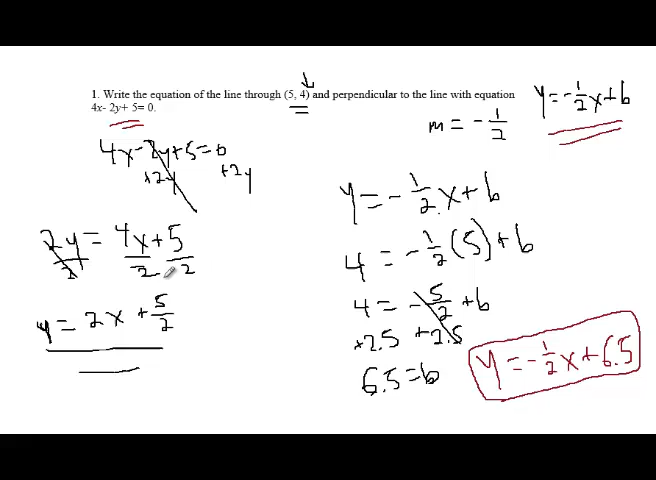 1. Write the equation of the line through (5, 4) and perpendicular to the line with equation
4x- 2y+ 5= 0.
y=-1/2x+b
m = -1/2
4x-2y+5=0
+2y +2y
2y = 4x+5
2 2 2
y = 2x + 5/2
y = -1/2x+b
4 = -1/2(5)+b
4 = -5/2+b
+2.5 +2.5
6.5=b
y=-1/2x+6.5